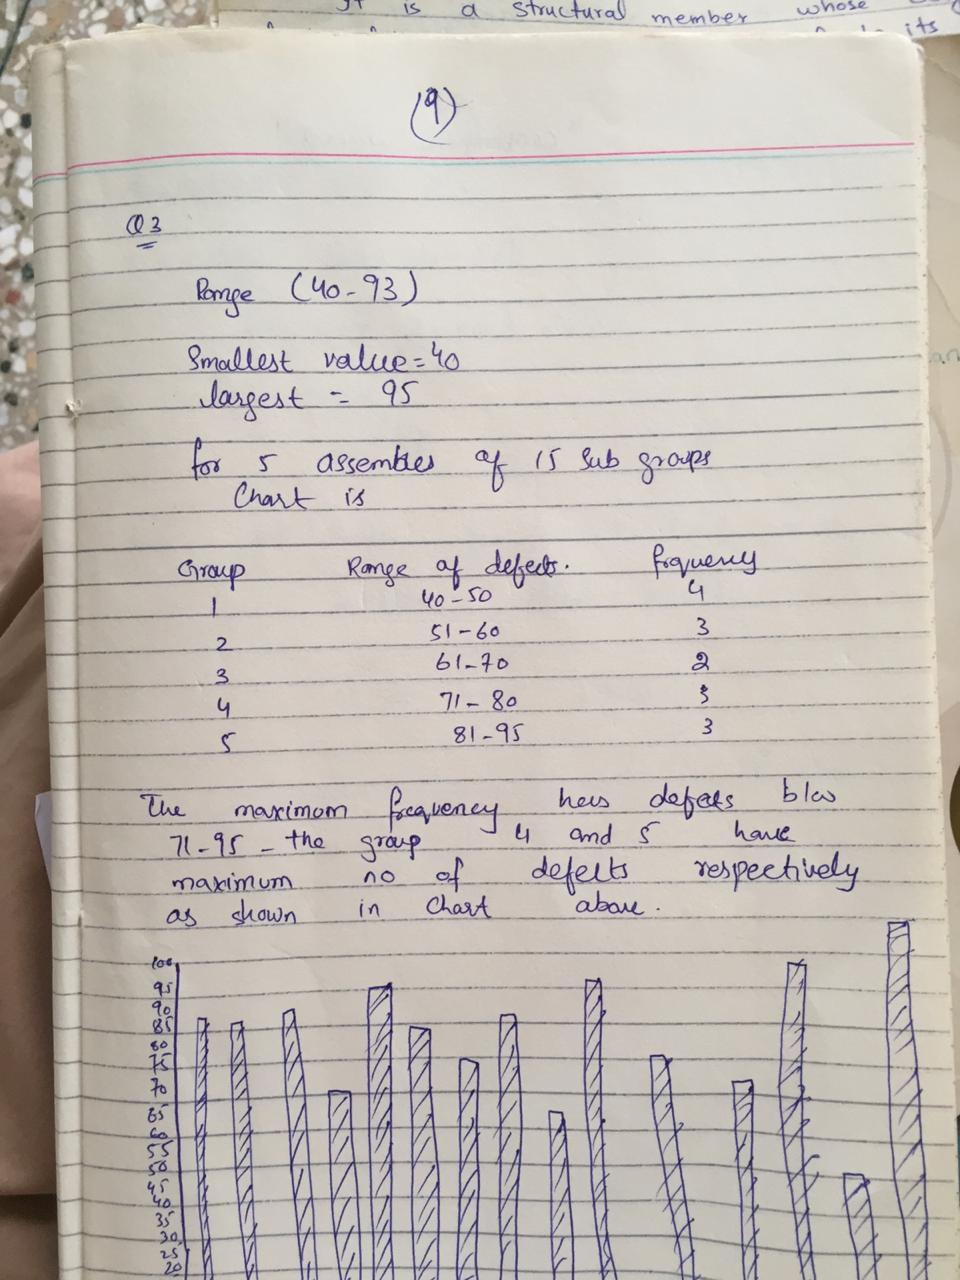 It is a structural member whose
its
(9)
Q3
Range (40-93)
Smallest value = 40
largest = 95
for 5 assembles of 15 Sub groups
Chart is
Group Range of defects. frquency
1 40-50 4
2 51-60 3
3 61-70 2
4 71-80 3
5 81-95 3
The maximum frequency has defects b/w
71-95 - the group 4 and 5 have
maximum no of defects respectively
as shown in Chart above.
100
95
90
85
80
75
70
65
60
55
50
45
40
35
30
25
20